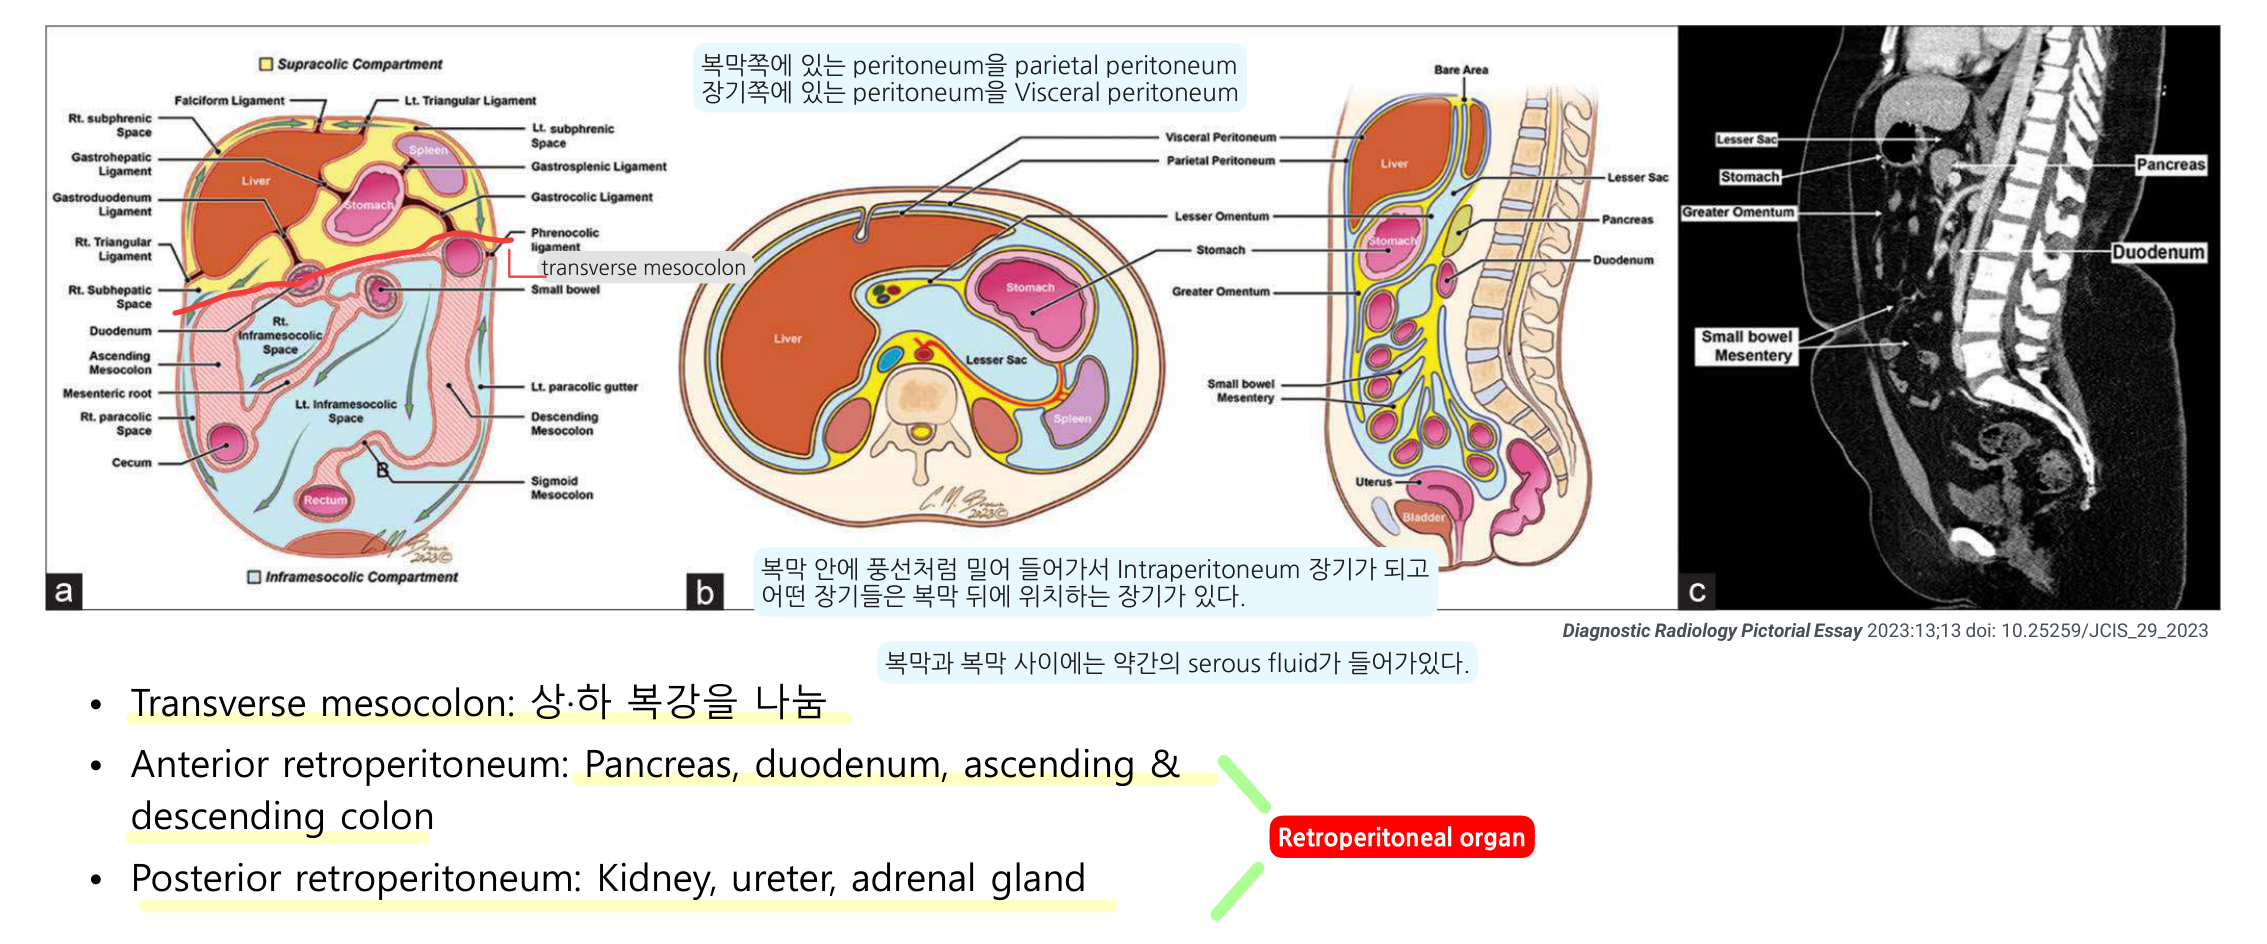 복막쪽에 있는 peritoneum을 parietal peritoneum
장기쪽에 있는 peritoneum을 Visceral peritoneum
Supracolic Compartment
Falciform Ligament
Lt. Triangular Ligament
Rt. subphrenic
Space
Lt. subphrenic
Space
Gastrohepatic
Ligament
Gastrosplenic Ligament
Gastroduodenum
Ligament
Gastrocolic Ligament
Rt. Triangular
Ligament
Phrenocolic
ligament
transverse mesocolon
Rt. Subhepatic
Space
Small bowel
Duodenum
Ascending
Mesocolon
Mesenteric root
Lt. paracolic gutter
Rt. paracolic
Space
Descending
Mesocolon
Cecum
Sigmoid
Mesocolon
Liver
Spleen
Stomach
Rt.
Inframesocolic
Space
Lt. Inframesocolic
Space
B
Rectum
C. M. Brown
2023©
Inframesocolic Compartment
a
Visceral Peritoneum
Parietal Peritoneum
Lesser Omentum
Stomach
Greater Omentum
Small bowel
Mesentery
Liver
Stomach
Lesser Sac
Spleen
C. M. Brown
2023©
b
Bare Area
Liver
Lesser Sac
Pancreas
Stomach
Duodenum
Uterus
Bladder
Lesser Sac
Stomach
Pancreas
Greater Omentum
Duodenum
Small bowel
Mesentery
c
복막 안에 풍선처럼 밀어 들어가서 Intraperitoneum 장기가 되고
어떤 장기들은 복막 뒤에 위치하는 장기가 있다.
Diagnostic Radiology Pictorial Essay 2023:13;13 doi: 10.25259/JCIS_29_2023
복막과 복막 사이에는 약간의 serous fluid가 들어가있다.
• Transverse mesocolon: 상·하 복강을 나눔
• Anterior retroperitoneum: Pancreas, duodenum, ascending &
descending colon
Retroperitoneal organ
• Posterior retroperitoneum: Kidney, ureter, adrenal gland